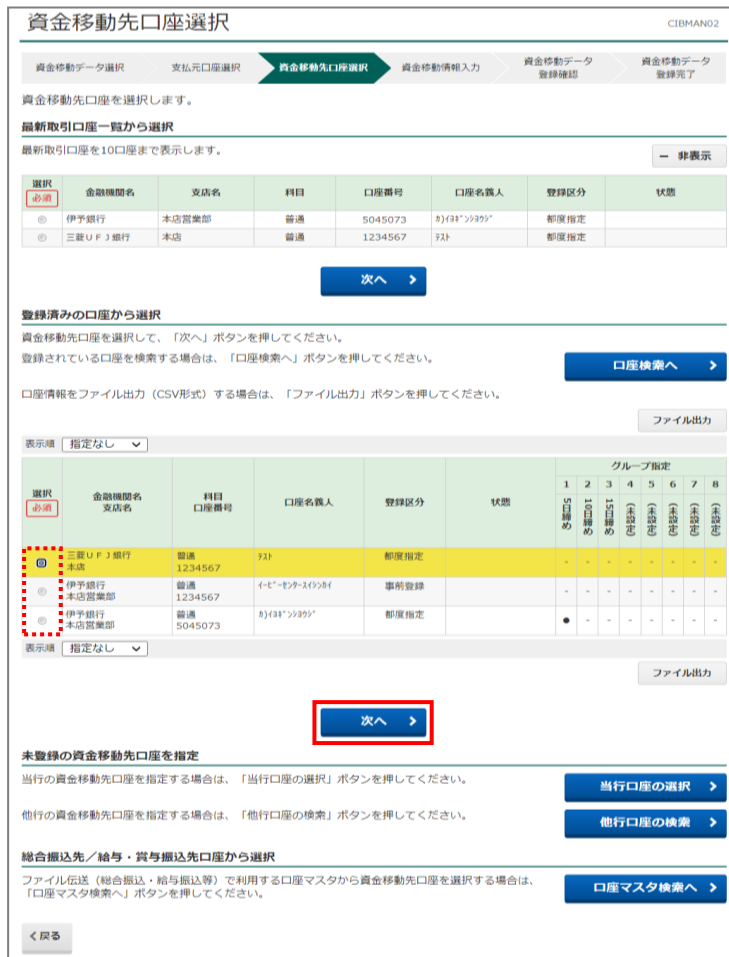 資金移動先口座選択
CIBMAN02
資金移動データ選択 支払元口座選択 資金移動先口座選択 資金移動情報入力 資金移動データ登録確認 資金移動データ登録完了
資金移動先口座を選択します。
最新取引口座一覧から選択
最新取引口座を10口座まで表示します。
ー 非表示
選択 必須 金融機関名 支店名 科目 口座番号 口座名義人 登録区分 状態
伊予銀行 本店営業部 普通 5045073 カ)イヨギンシヨウジ 都度指定
三菱UFJ銀行 本店 普通 1234567 テスト 都度指定
次へ
登録済みの口座から選択
資金移動先口座を選択して、「次へ」ボタンを押してください。
登録されている口座を検索する場合は、「口座検索へ」ボタンを押してください。
口座検索へ
口座情報をファイル出力(CSV形式)する場合は、「ファイル出力」ボタンを押してください。
ファイル出力
表示順 指定なし
グループ指定
選択 必須 金融機関名 支店名 科目 口座番号 口座名義人 登録区分 状態 1 2 3 4 5 6 7 8
5日締め 10日締め 15日締め (未設定) (未設定) (未設定) (未設定) (未設定)
三菱UFJ銀行 普通 テスト 都度指定 - - - - - - - -
本店 1234567
伊予銀行 普通 イービーセンタースイシンカイ 事前登録 - - - - - - - -
本店営業部 1234567
伊予銀行 普通 カ)イヨギンシヨウジ 都度指定 ● - - - - - - -
本店営業部 5045073
表示順 指定なし
ファイル出力
次へ
未登録の資金移動先口座を指定
当行の資金移動先口座を指定する場合は、「当行口座の選択」ボタンを押してください。
当行口座の選択
他行の資金移動先口座を指定する場合は、「他行口座の検索」ボタンを押してください。
他行口座の検索
総合振込先/給与・賞与振込先口座から選択
ファイル伝送(総合振込・給与振込等)で利用する口座マスタから資金移動先口座を選択する場合は、
「口座マスタ検索へ」ボタンを押してください。
口座マスタ検索へ
戻る